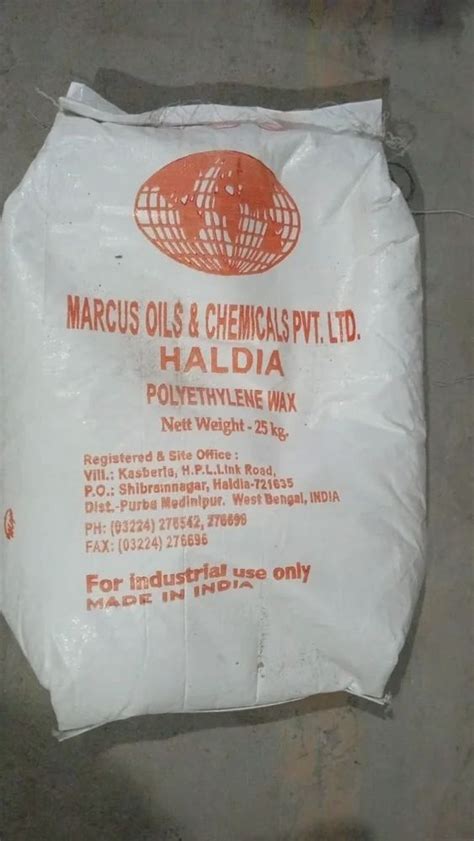 MARCUS OILS & CHEMICALS PVT. LTD.
HALDIA
POLYETHYLENE WAX
Nett Weight - 25 kg.
Registered & Site Office :
Vill.: Kasberia, H.P.L.Link Road,
P.O.: Shibramnagar, Haldia-721635
Dist.-Purba Medinipur. West Bengal, INDIA
PH: (03224) 276542, 276699
FAX: (03224) 276696
For industrial use only
MADE IN INDIA